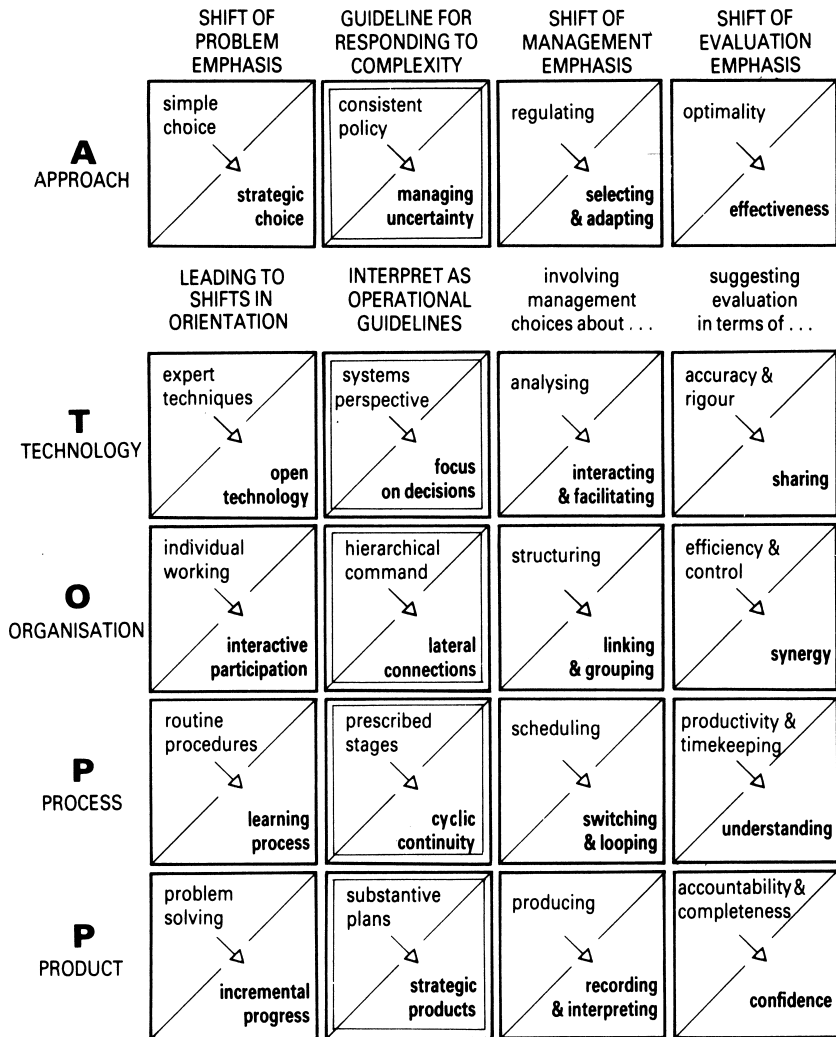 SHIFT OF
PROBLEM
EMPHASIS
GUIDELINE FOR
RESPONDING TO
COMPLEXITY
SHIFT OF
MANAGEMENT
EMPHASIS
SHIFT OF
EVALUATION
EMPHASIS
A
APPROACH
simple
choice
strategic
choice
consistent
policy
managing
uncertainty
regulating
selecting
& adapting
optimality
effectiveness
LEADING TO
SHIFTS IN
ORIENTATION
INTERPRET AS
OPERATIONAL
GUIDELINES
involving
management
choices about . . .
suggesting
evaluation
in terms of . . .
T
TECHNOLOGY
expert
techniques
open
technology
systems
perspective
focus
on decisions
analysing
interacting
& facilitating
accuracy &
rigour
sharing
O
ORGANISATION
individual
working
interactive
participation
hierarchical
command
lateral
connections
structuring
linking
& grouping
efficiency &
control
synergy
P
PROCESS
routine
procedures
learning
process
prescribed
stages
cyclic
continuity
scheduling
switching
& looping
productivity &
timekeeping
understanding
P
PRODUCT
problem
solving
incremental
progress
substantive
plans
strategic
products
producing
recording
& interpreting
accountability &
completeness
confidence